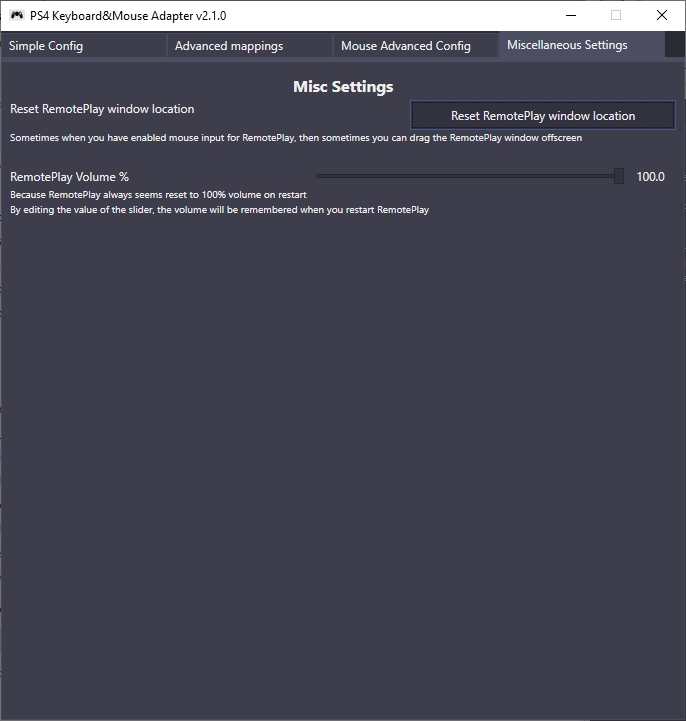 PS4 Keyboard&Mouse Adapter v2.1.0
Simple Config
Advanced mappings
Mouse Advanced Config
Miscellaneous Settings
Misc Settings
Reset RemotePlay window location
Reset RemotePlay window location
Sometimes when you have enabled mouse input for RemotePlay, then sometimes you can drag the RemotePlay window offscreen
RemotePlay Volume %
100.0
Because RemotePlay always seems reset to 100% volume on restart
By editing the value of the slider, the volume will be remembered when you restart RemotePlay